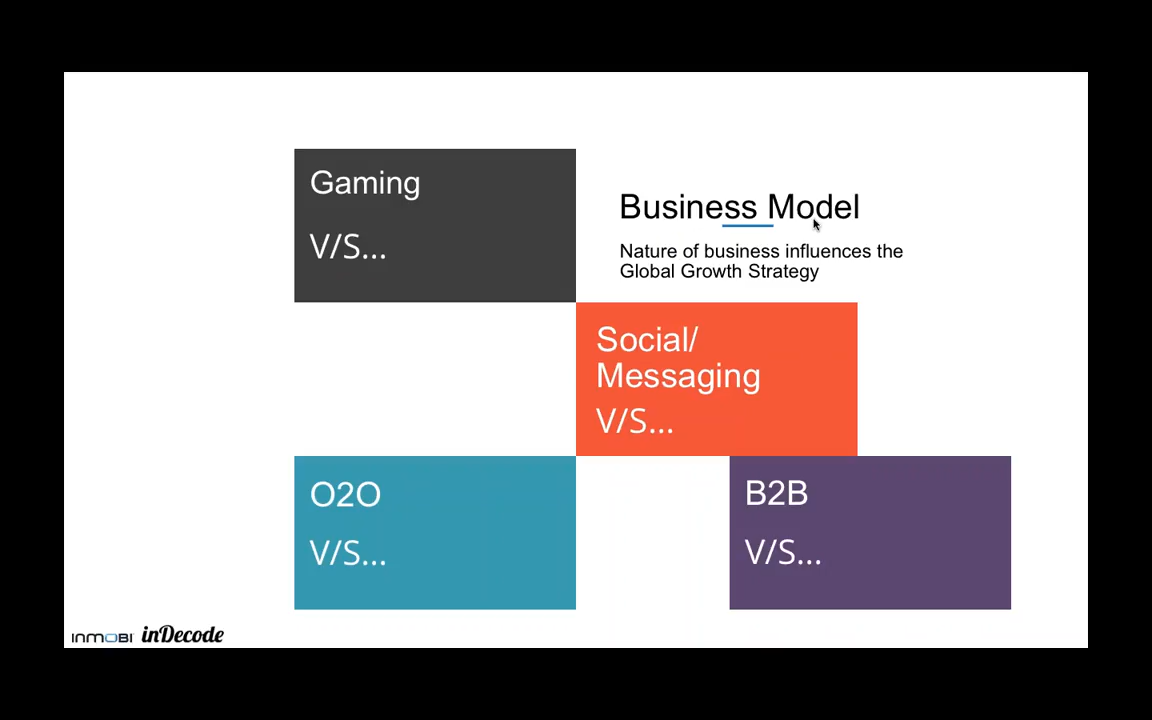 Gaming
V/S...
Business Model
Nature of business influences the
Global Growth Strategy
Social/
Messaging
V/S...
O2O
V/S...
B2B
V/S...
INMOBI inDecode